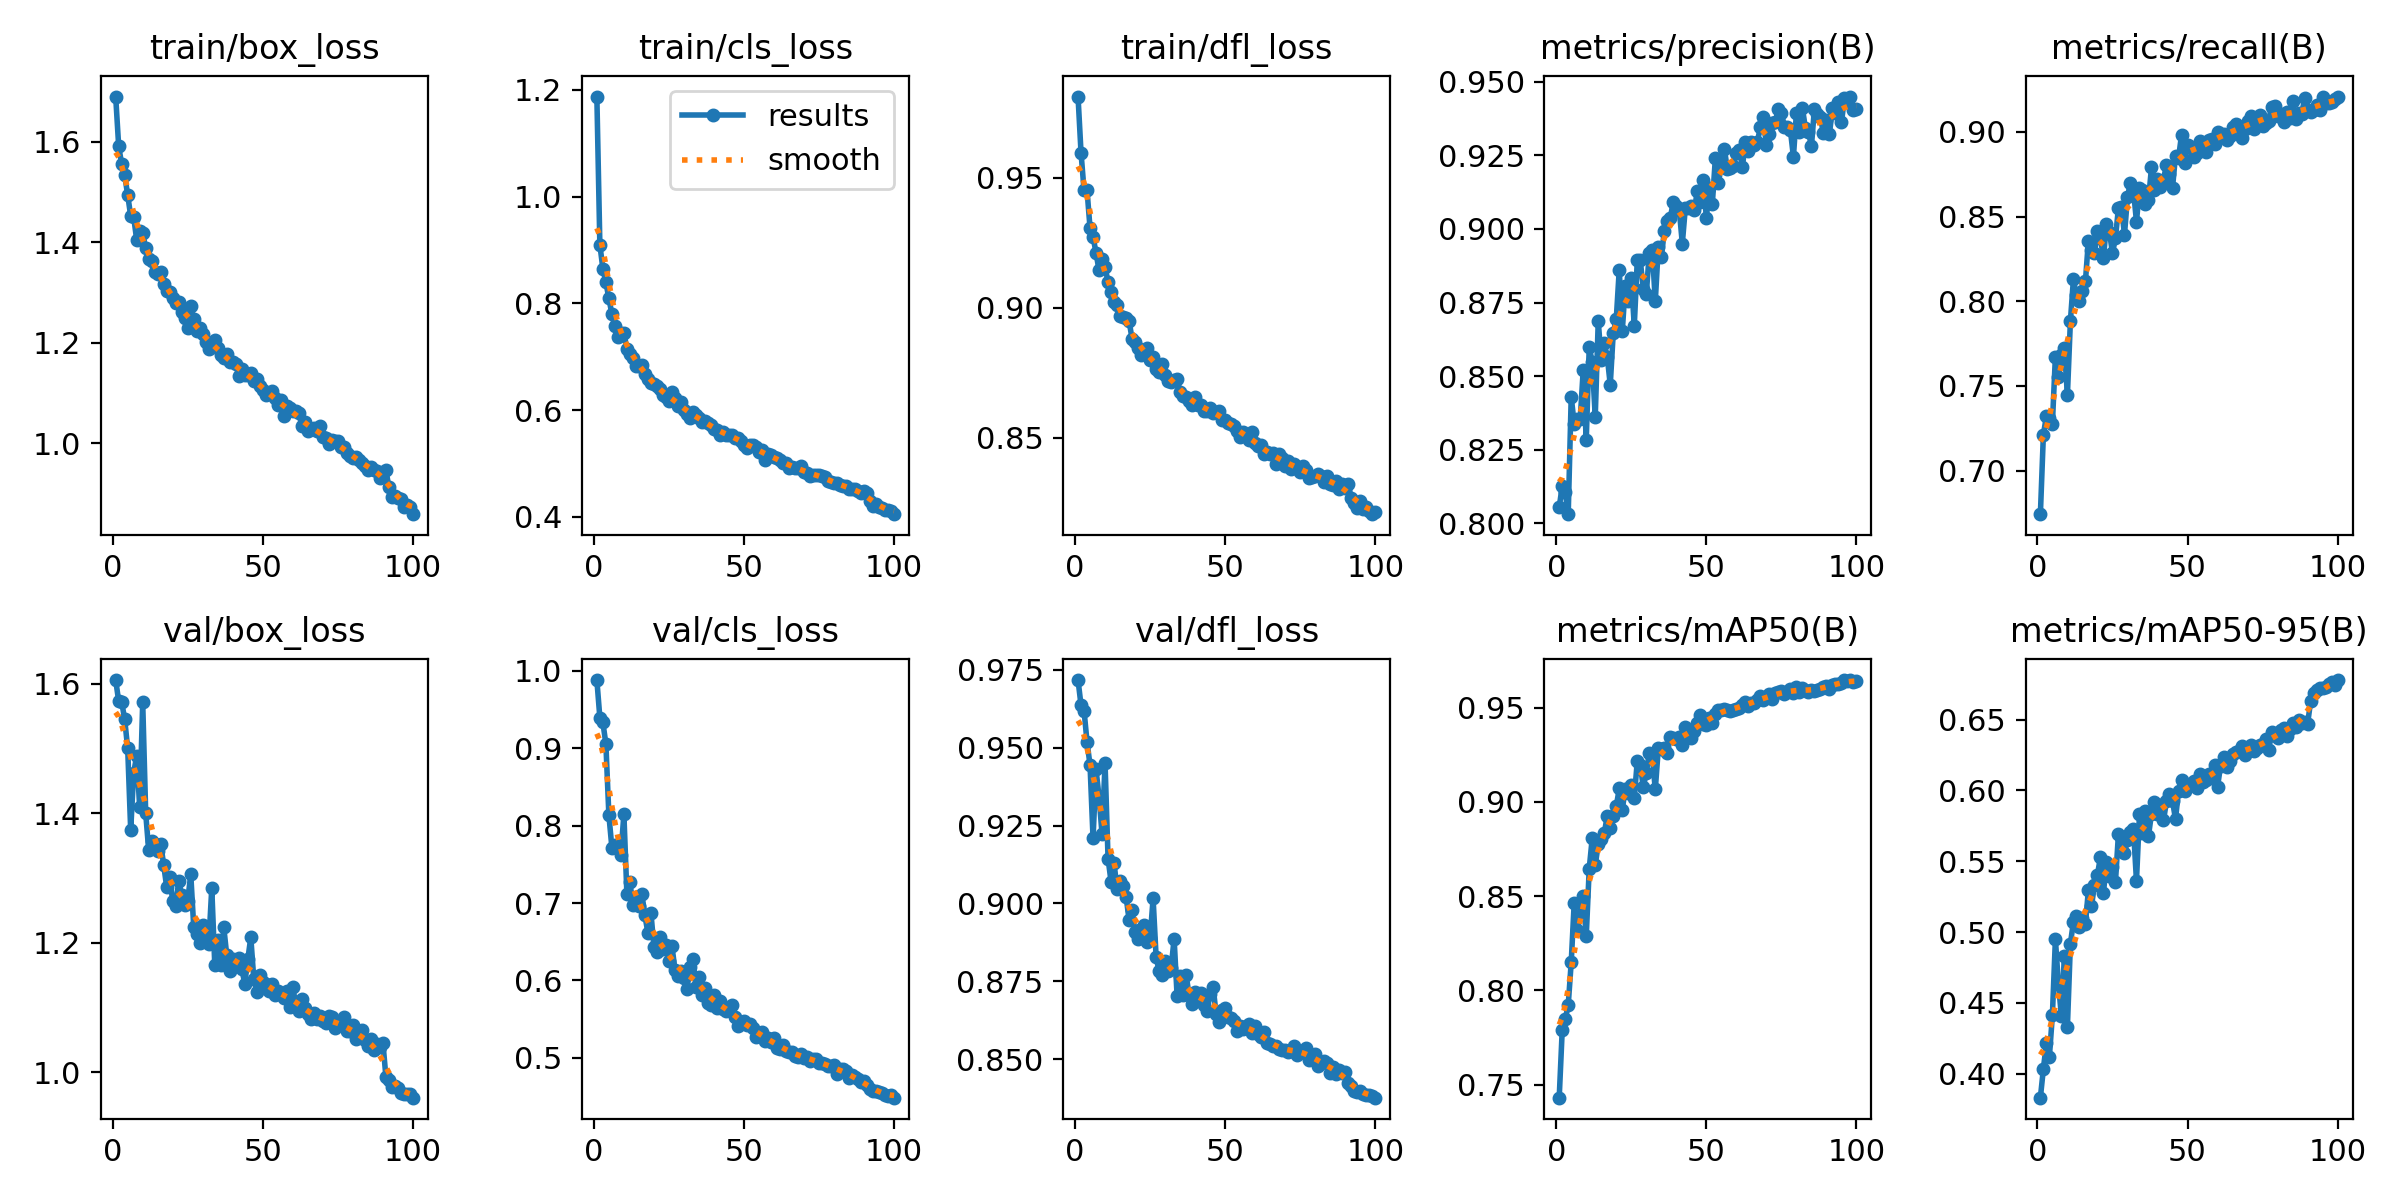 train/box_loss
1.6
1.4
1.2
1.0
0 50 100
train/cls_loss
results
smooth
1.2
1.0
0.8
0.6
0.4
0 50 100
train/dfl_loss
0.95
0.90
0.85
0 50 100
metrics/precision(B)
0.950
0.925
0.900
0.875
0.850
0.825
0.800
0 50 100
metrics/recall(B)
0.90
0.85
0.80
0.75
0.70
0 50 100
val/box_loss
1.6
1.4
1.2
1.0
0 50 100
val/cls_loss
1.0
0.9
0.8
0.7
0.6
0.5
0 50 100
val/dfl_loss
0.975
0.950
0.925
0.900
0.875
0.850
0 50 100
metrics/mAP50(B)
0.95
0.90
0.85
0.80
0.75
0 50 100
metrics/mAP50-95(B)
0.65
0.60
0.55
0.50
0.45
0.40
0 50 100